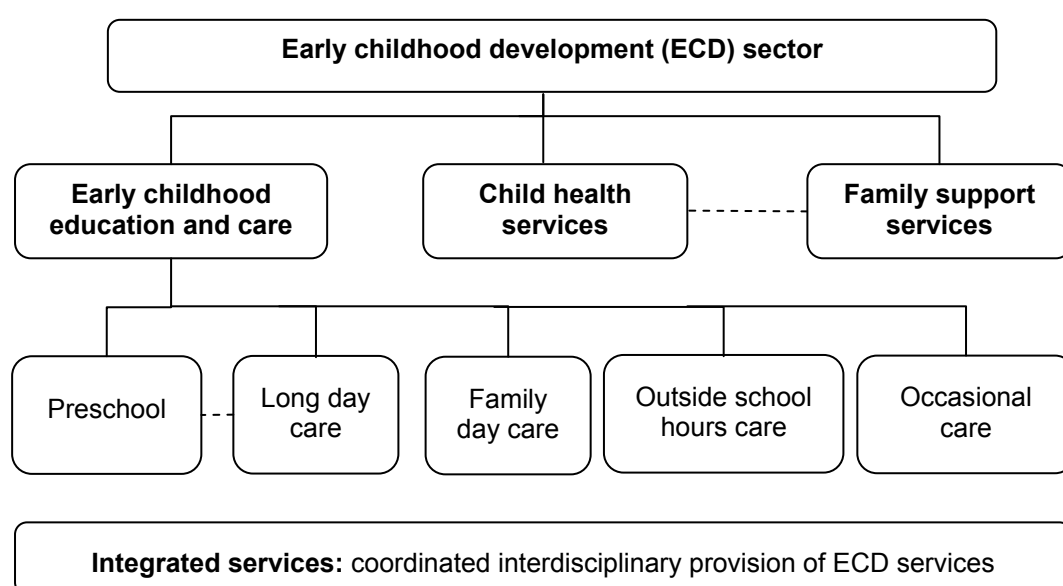 Early childhood development (ECD) sector
Early childhood
education and care
Child health
services
Family support
services
Preschool
Long day
care
Family
day care
Outside school
hours care
Occasional
care
Integrated services: coordinated interdisciplinary provision of ECD services